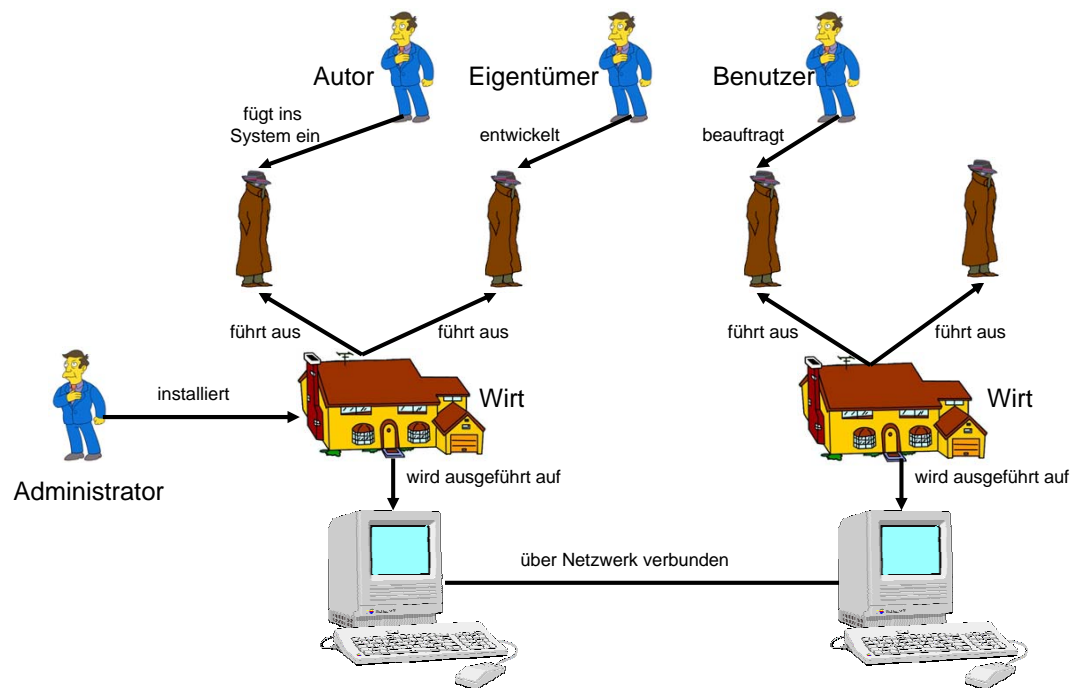 Autor
Eigentümer
Benutzer
fügt ins
System ein
entwickelt
beauftragt
führt aus
führt aus
führt aus
führt aus
installiert
Wirt
Wirt
Administrator
wird ausgeführt auf
wird ausgeführt auf
über Netzwerk verbunden